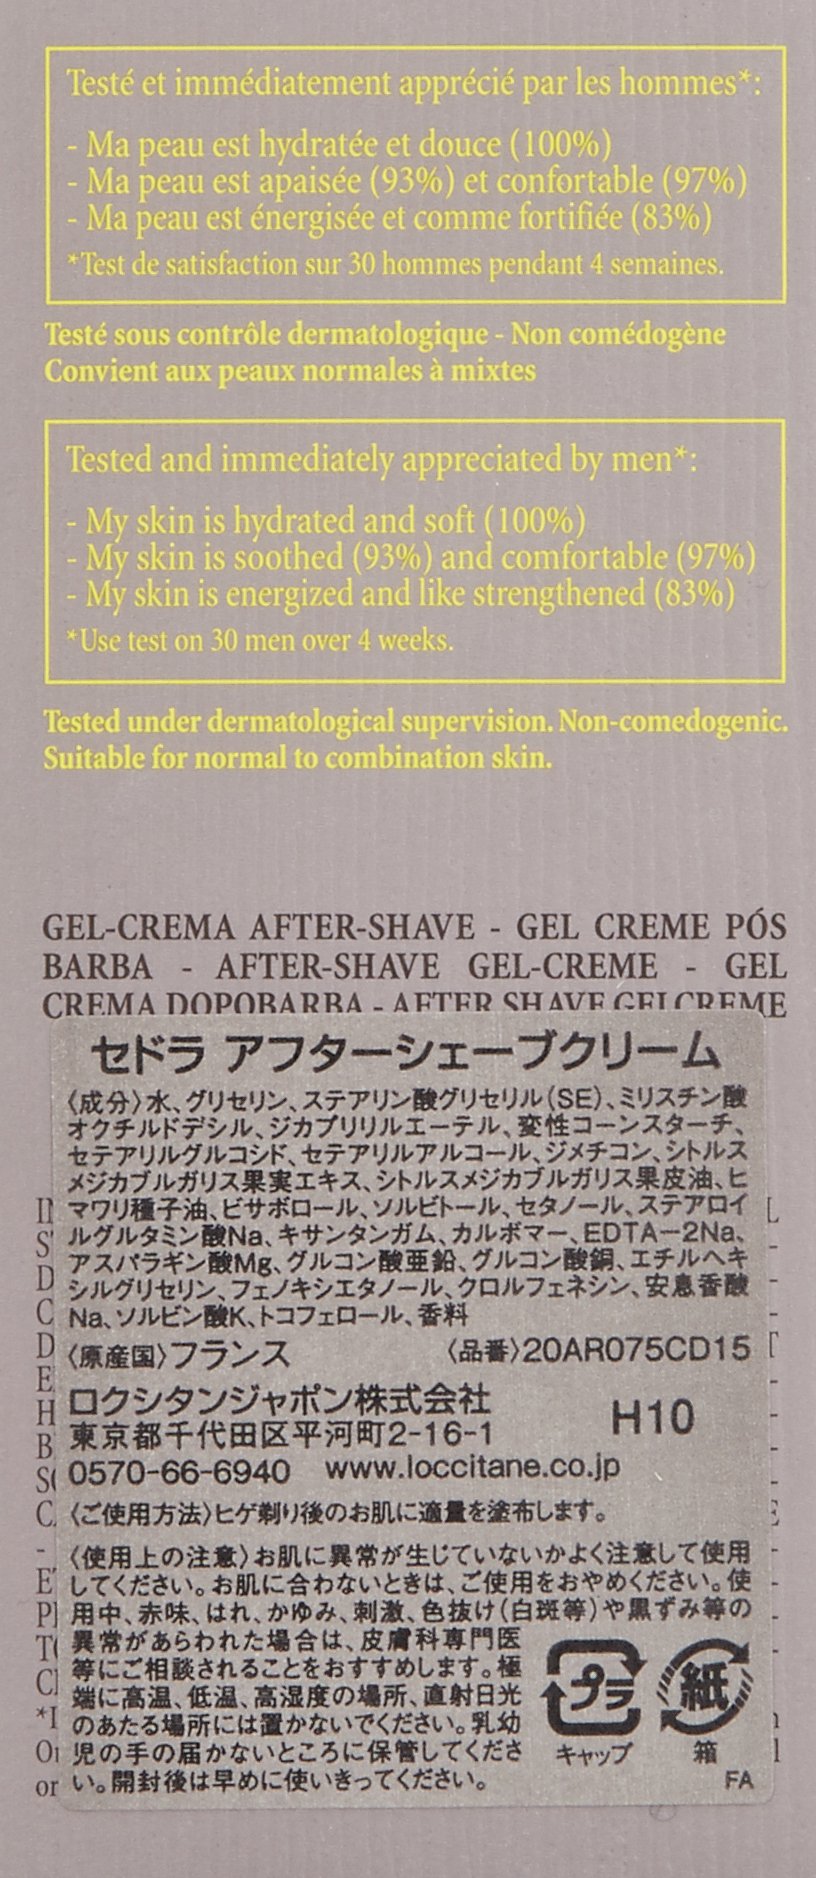 Testé et immédiatement apprécié par les hommes*:
- Ma peau est hydratée et douce (100%)
- Ma peau est apaisée (93%) et confortable (97%)
- Ma peau est énergisée et comme fortifiée (83%)
*Test de satisfaction sur 30 hommes pendant 4 semaines.
Testé sous contrôle dermatologique - Non comédogène
Convient aux peaux normales à mixtes
Tested and immediately appreciated by men*:
- My skin is hydrated and soft (100%)
- My skin is soothed (93%) and comfortable (97%)
- My skin is energized and like strengthened (83%)
*Use test on 30 men over 4 weeks.
Tested under dermatological supervision. Non-comedogenic.
Suitable for normal to combination skin.
GEL-CREMA AFTER-SHAVE - GEL CREME PÓS
BARBA - AFTER-SHAVE GEL-CREME - GEL
CREMA DOPOBARBA - AFTER SHAVE GELCREME
セドラ アフターシェーブクリーム
〈成分〉水、グリセリン、ステアリン酸グリセリル(SE)、ミリスチン酸
オクチルドデシル、ジカプリリルエーテル、変性コーンスターチ、
セテアリルグルコシド、セテアリルアルコール、ジメチコン、シトルス
メジカブルガリス果実エキス、シトルスメジカブルガリス果皮油、ヒ
マワリ種子油、ビサボロール、ソルビトール、セタノール、ステアロイ
ルグルタミン酸Na、キサンタンガム、カルボマー、EDTA-2Na、
アスパラギン酸Mg、グルコン酸亜鉛、グルコン酸銅、エチルヘキ
シルグリセリン、フェノキシエタノール、クロルフェネシン、安息香酸
Na、ソルビン酸K、トコフェロール、香料
〈原産国〉フランス 〈品番〉20AR075CD15
ロクシタンジャポン株式会社
東京都千代田区平河町2-16-1 H10
0570-66-6940 www.loccitane.co.jp
〈ご使用方法〉ヒゲ剃り後のお肌に適量を塗布します。
〈使用上の注意〉お肌に異常が生じていないかよく注意して使用
してください。お肌に合わないときは、ご使用をおやめください。使
用中、赤味、はれ、かゆみ、刺激、色抜け(白斑等)や黒ずみ等の
異常があらわれた場合は、皮膚科専門医
等にご相談されることをおすすめします。極
端に高温、低温、高湿度の場所、直射日光
のあたる場所には置かないでください。乳幼
児の手の届かないところに保管してくださ
い。開封後は早めに使いきってください。
プラ 紙
キャップ 箱
FA